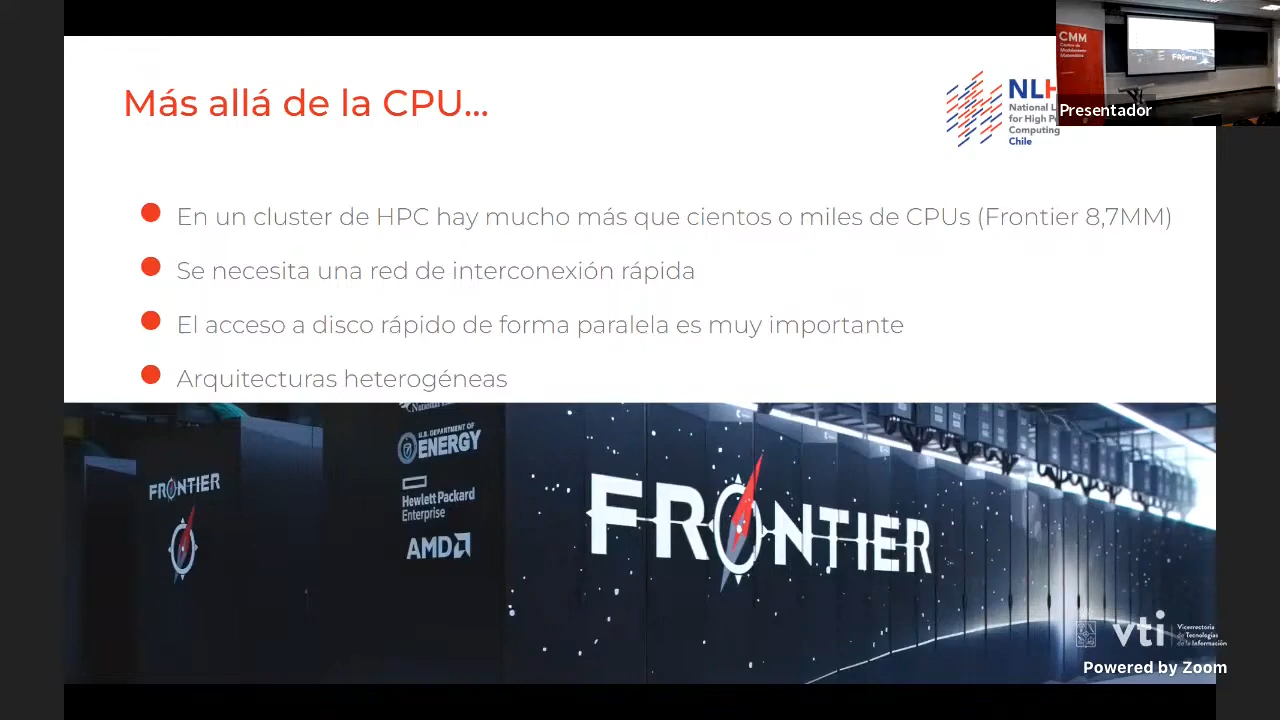 Más allá de la CPU...
NLH
National L
for High P
Computing
Chile
CMM
Presentador
En un cluster de HPC hay mucho más que cientos o miles de CPUs (Frontier 8,7MM)
Se necesita una red de interconexión rápida
El acceso a disco rápido de forma paralela es muy importante
Arquitecturas heterogéneas
U.S. DEPARTMENT OF
ENERGY
Hewlett Packard
Enterprise
AMD
FRONTIER
FRONTIER
vti
Vicerrectoría
de Tecnologías
de la Información
Powered by Zoom